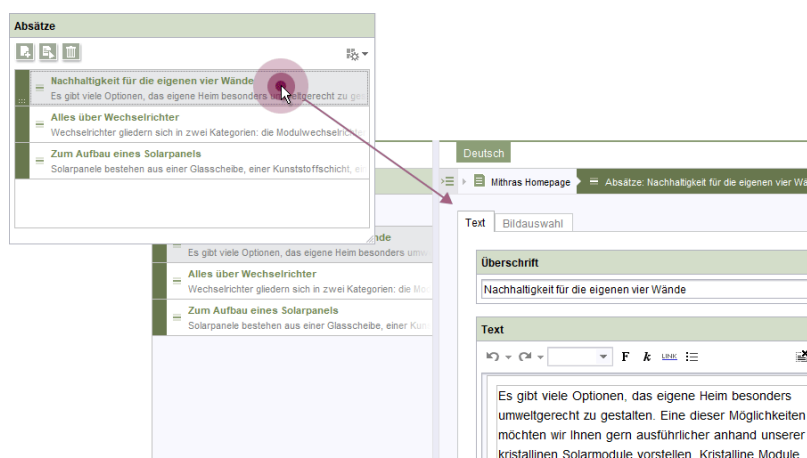 Absätze
Nachhaltigkeit für die eigenen vier Wände
Es gibt viele Optionen, das eigene Heim besonders umweltgerecht zu
Alles über Wechselrichter
Wechselrichter gliedern sich in zwei Kategorien: die
Zum Aufbau eines Solarpanels
Solarpanele bestehen aus einer Glasscheibe, einer Kunststoffschicht,
Es gibt viele Optionen, das eigene Heim besonders
Alles über Wechselrichter
Wechselrichter gliedern sich in zwei Kategorien: die
Zum Aufbau eines Solarpanels
Solarpanele bestehen aus einer Glasscheibe, einer
Deutsch
Mithras Homepage
Absätze: Nachhaltigkeit für die eigenen vier
Text Bildauswahl
Überschrift
Nachhaltigkeit für die eigenen vier Wände
Text
F k LINK
Es gibt viele Optionen, das eigene Heim besonders
umweltgerecht zu gestalten. Eine dieser Möglichkeiten
möchten wir Ihnen gern ausführlicher anhand unserer
kristallinen Solarmodule vorstellen. Kristalline Module